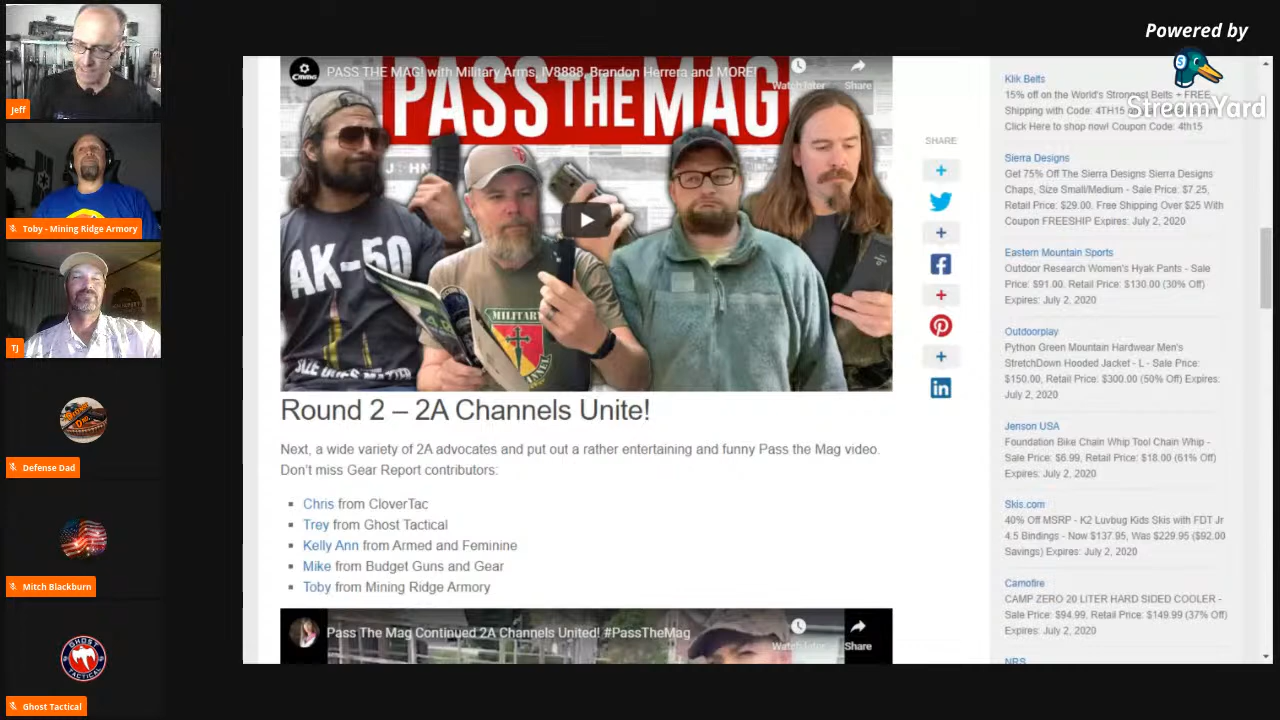 Powered by
StreamYard
Jeff
Toby - Mining Ridge Armory
TJ
Defense Dad
Mitch Blackburn
GHOST
TACTICAL
Ghost Tactical
CMMG
PASS THE MAG! with Military Arms, IV8888, Brandon Herrera and MORE!
Watch later
Share
PASS THE MAG
AK-50
SIZE DOES MATTER
MILITARY
Round 2 – 2A Channels Unite!
Next, a wide variety of 2A advocates and put out a rather entertaining and funny Pass the Mag video.
Don't miss Gear Report contributors:
Chris from CloverTac
Trey from Ghost Tactical
Kelly Ann from Armed and Feminine
Mike from Budget Guns and Gear
Toby from Mining Ridge Armory
Pass The Mag Continued 2A Channels United! #PassTheMag
Watch later
Share
SHARE
Klik Belts
15% off on the World's Strongest Belts + FREE
Shipping with Code: 4TH15
Click Here to shop now! Coupon Code: 4th15
Sierra Designs
Get 75% Off The Sierra Designs Sierra Designs
Chaps, Size Small/Medium - Sale Price: $7.25,
Retail Price: $29.00. Free Shipping Over $25 With
Coupon FREESHIP Expires: July 2, 2020
Eastern Mountain Sports
Outdoor Research Women's Hyak Pants - Sale
Price: $91.00. Retail Price: $130.00 (30% Off)
Expires: July 2, 2020
Outdoorplay
Python Green Mountain Hardwear Men's
StretchDown Hooded Jacket - L - Sale Price:
$150.00, Retail Price: $300.00 (50% Off) Expires:
July 2, 2020
Jenson USA
Foundation Bike Chain Whip Tool Chain Whip -
Sale Price: $6.99, Retail Price: $18.00 (61% Off)
Expires: July 2, 2020
Skis.com
40% Off MSRP - K2 Luvbug Kids Skis with FDT Jr
4.5 Bindings - Now $137.95, Was $229.95 ($92.00
Savings) Expires: July 2, 2020
Camofire
CAMP ZERO 20 LITER HARD SIDED COOLER -
Sale Price: $94.99, Retail Price: $149.99 (37% Off)
Expires: July 2, 2020
NRS